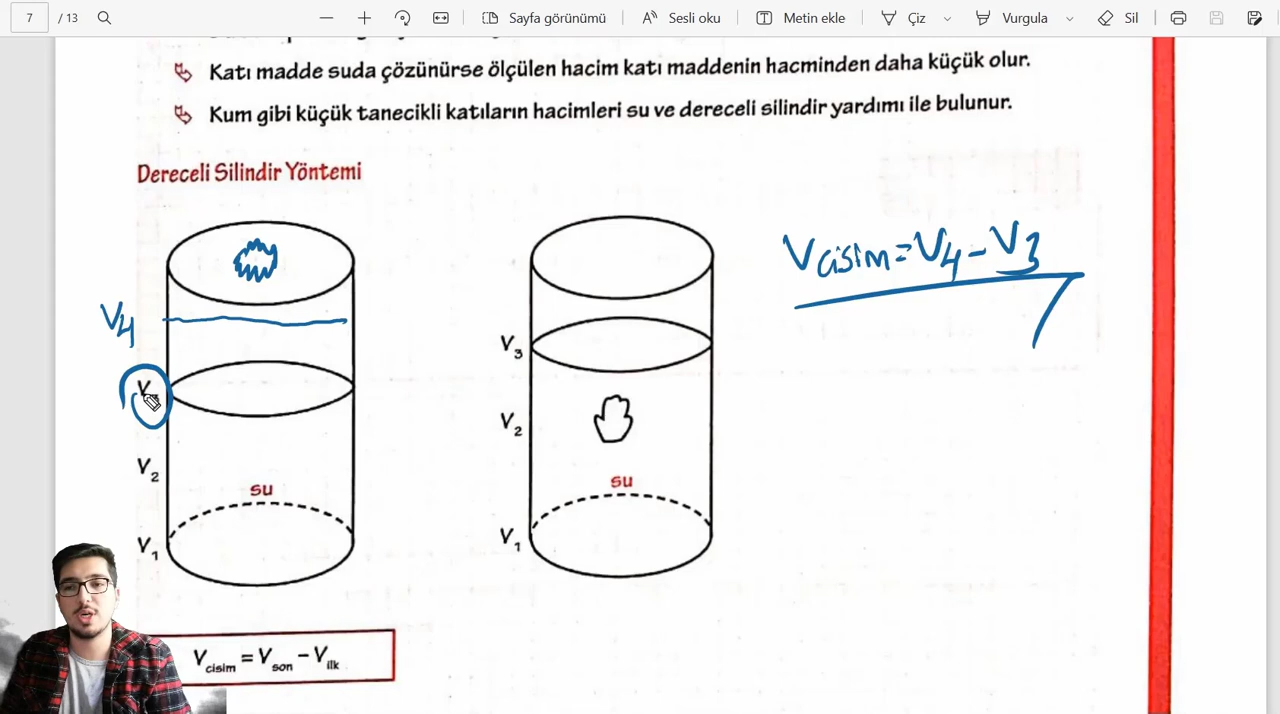 7 / 13 Sayfa görünümü Sesli oku Metin ekle Çiz Vurgula Sil
Katı madde suda çözünürse ölçülen hacim katı maddenin hacminden daha küçük olur.
Kum gibi küçük tanecikli katıların hacimleri su ve dereceli silindir yardımı ile bulunur.
Dereceli Silindir Yöntemi
V4
V
V2
su
V1
V3
V2
su
V1
Vcisim=V4-V3
Vcisim = Vson - Vilk